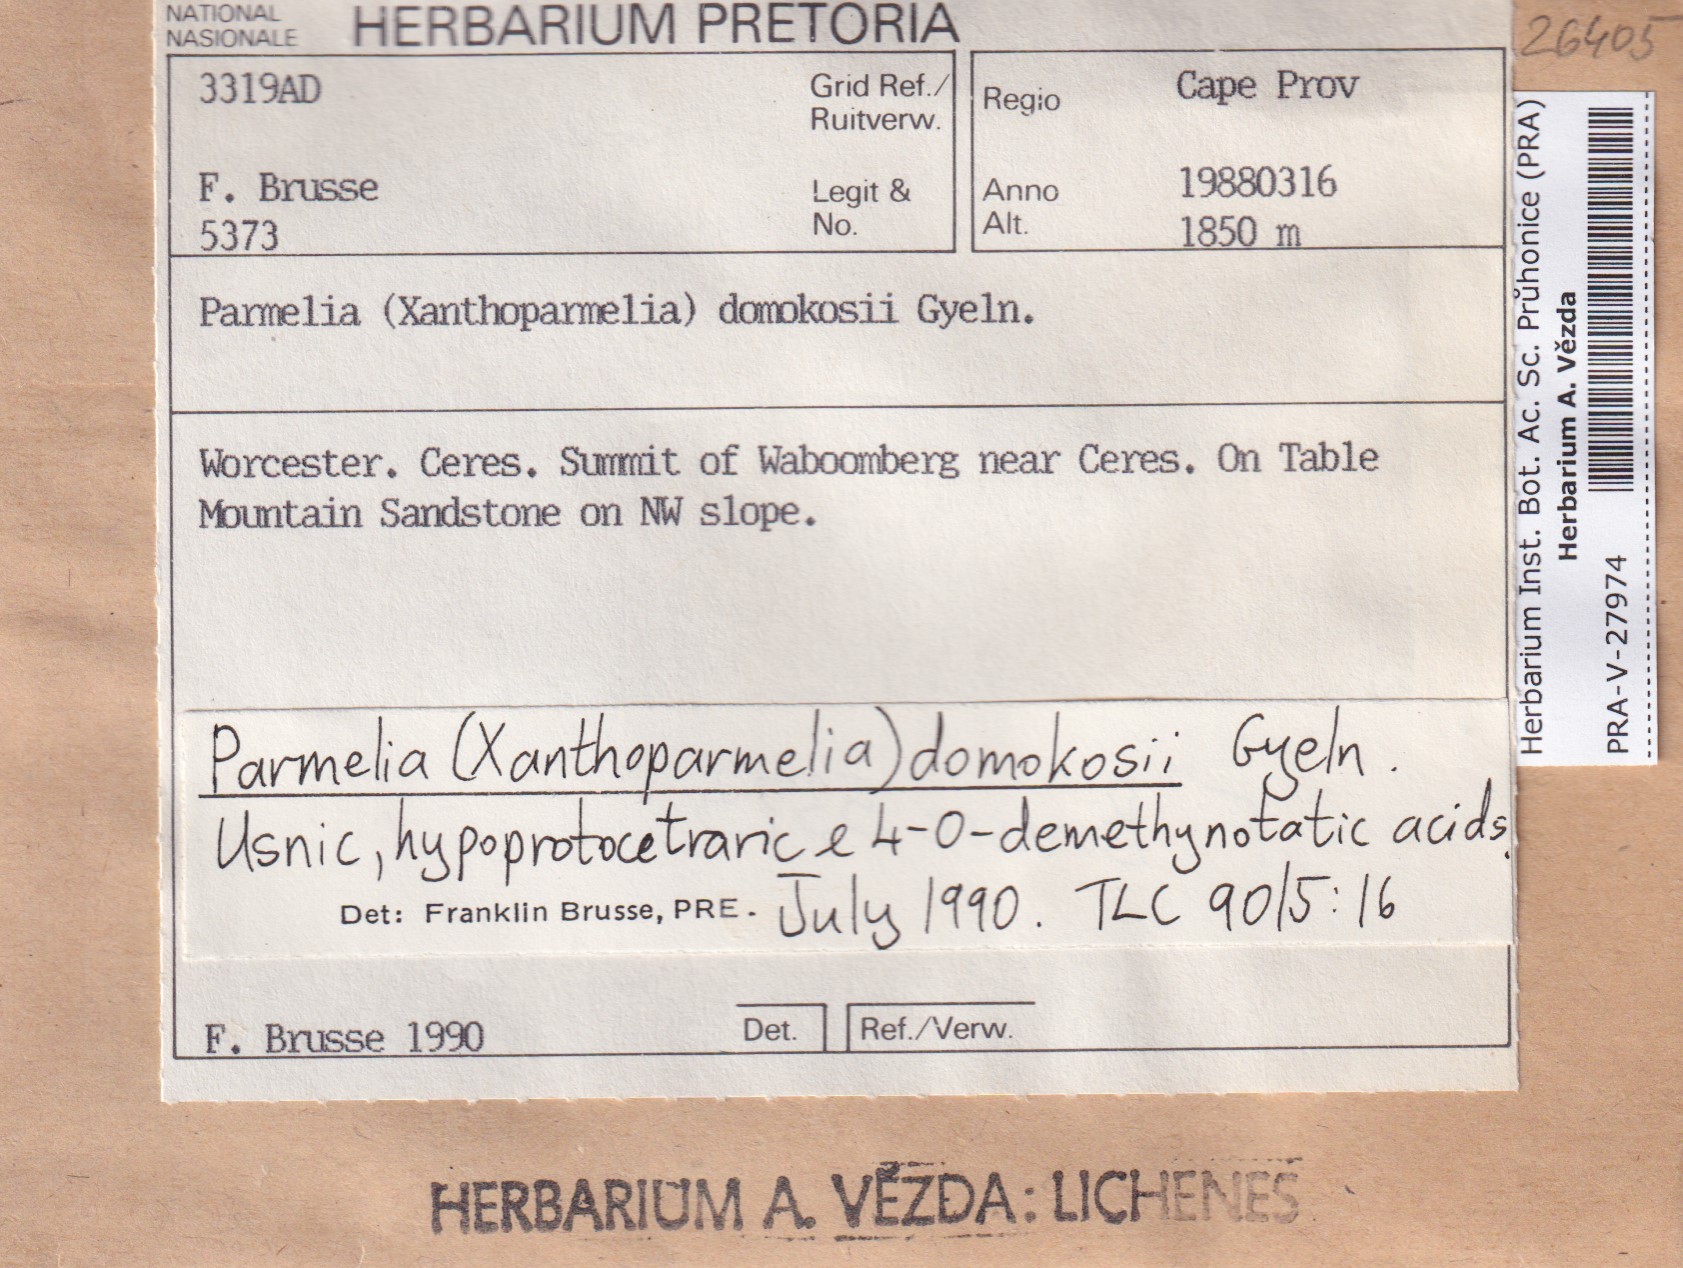 NATIONAL
NASIONALE
HERBARIUM PRETORIA
26405
3319AD
Grid Ref./
Ruitverw.
Regio
Cape Prov
F. Brusse
5373
Legit &
No.
Anno
19880316
Alt.
1850 m
Parmelia (Xanthoparmelia) domokosii Gyeln.
Worcester. Ceres. Summit of Waboomberg near Ceres. On Table
Mountain Sandstone on NW slope.
Parmelia (Xanthoparmelia) domokosii Gyeln.
Usnic, hypoprotocetraric e 4-O-demethynotatic acids.
Det: Franklin Brusse, PRE. July 1990. TLC 90/5:16
F. Brusse 1990
Det.
Ref./Verw.
Herbarium Inst. Bot. Ac. Sc. Průhonice (PRA)
Herbarium A. Vězda
PRA-V-27974
HERBARIUM A. VĚZDA: LICHENES